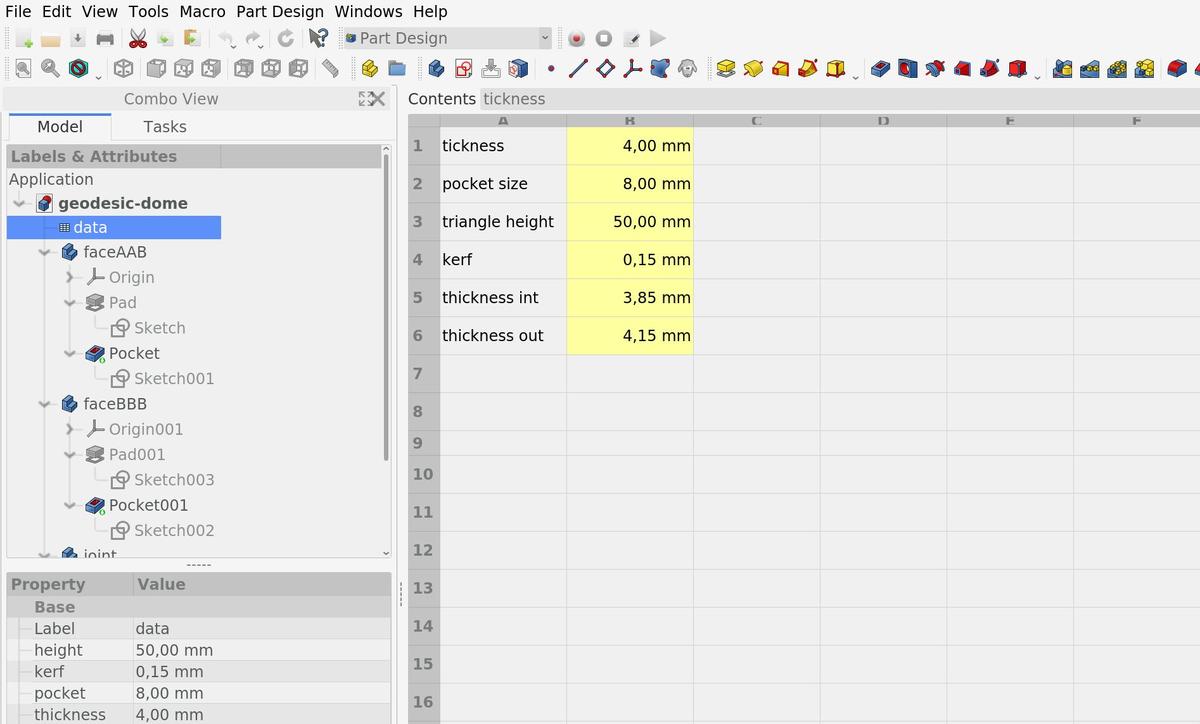 File Edit View Tools Macro Part Design Windows Help
Part Design
Combo View
Contents tickness
Model Tasks
Labels & Attributes
Application
geodesic-dome
data
faceAAB
Origin
Pad
Sketch
Pocket
Sketch001
faceBBB
Origin001
Pad001
Sketch003
Pocket001
Sketch002
joint
Property Value
Base
Label data
height 50,00 mm
kerf 0,15 mm
pocket 8,00 mm
thickness 4,00 mm
A B C D E F
1 tickness 4,00 mm
2 pocket size 8,00 mm
3 triangle height 50,00 mm
4 kerf 0,15 mm
5 thickness int 3,85 mm
6 thickness out 4,15 mm
7
8
9
10
11
12
13
14
15
16